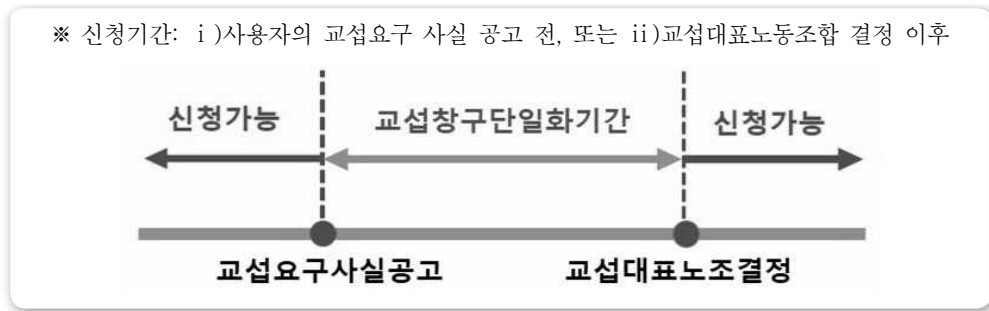 ※ 신청기간: ⅰ)사용자의 교섭요구 사실 공고 전, 또는 ⅱ)교섭대표노동조합 결정 이후
신청가능 교섭창구단일화기간 신청가능
교섭요구사실공고 교섭대표노조결정